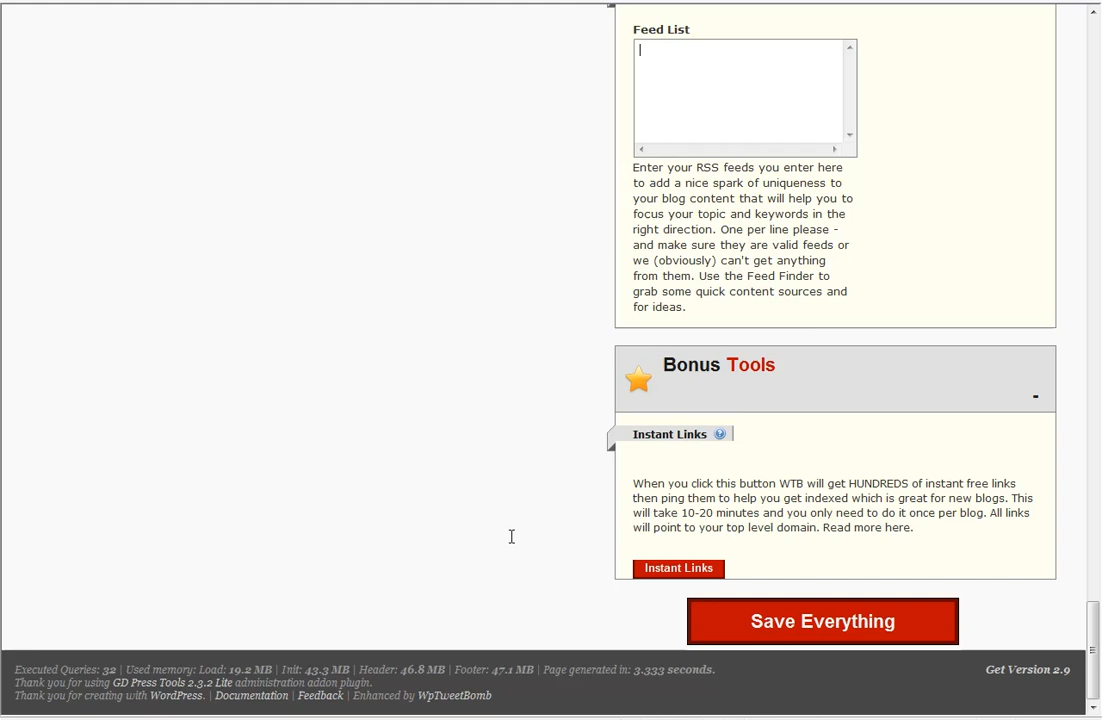 Feed List
Enter your RSS feeds you enter here
to add a nice spark of uniqueness to
your blog content that will help you to
focus your topic and keywords in the
right direction. One per line please -
and make sure they are valid feeds or
we (obviously) can't get anything
from them. Use the Feed Finder to
grab some quick content sources and
for ideas.
Bonus Tools
-
Instant Links ?
When you click this button WTB will get HUNDREDS of instant free links
then ping them to help you get indexed which is great for new blogs. This
will take 10-20 minutes and you only need to do it once per blog. All links
will point to your top level domain. Read more here.
Instant Links
Save Everything
Executed Queries: 32 | Used memory: Load: 19.2 MB | Init: 43.3 MB | Header: 46.8 MB | Footer: 47.1 MB | Page generated in: 3.333 seconds.
Get Version 2.9
Thank you for using GD Press Tools 2.3.2 Lite administration addon plugin.
Thank you for creating with WordPress. | Documentation | Feedback | Enhanced by WpTweetBomb